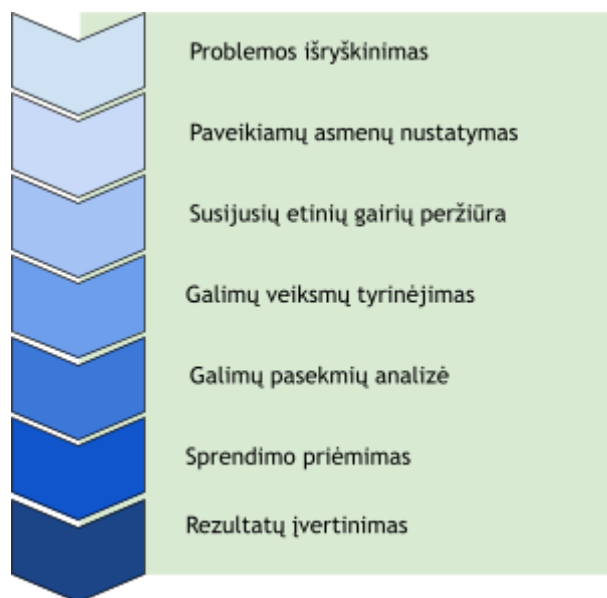 Problemos išryškinimas
Paveikiamų asmenų nustatymas
Susijusių etinių gairių peržiūra
Galimų veiksmų tyrinėjimas
Galimų pasekmių analizė
Sprendimo priėmimas
Rezultatų įvertinimas